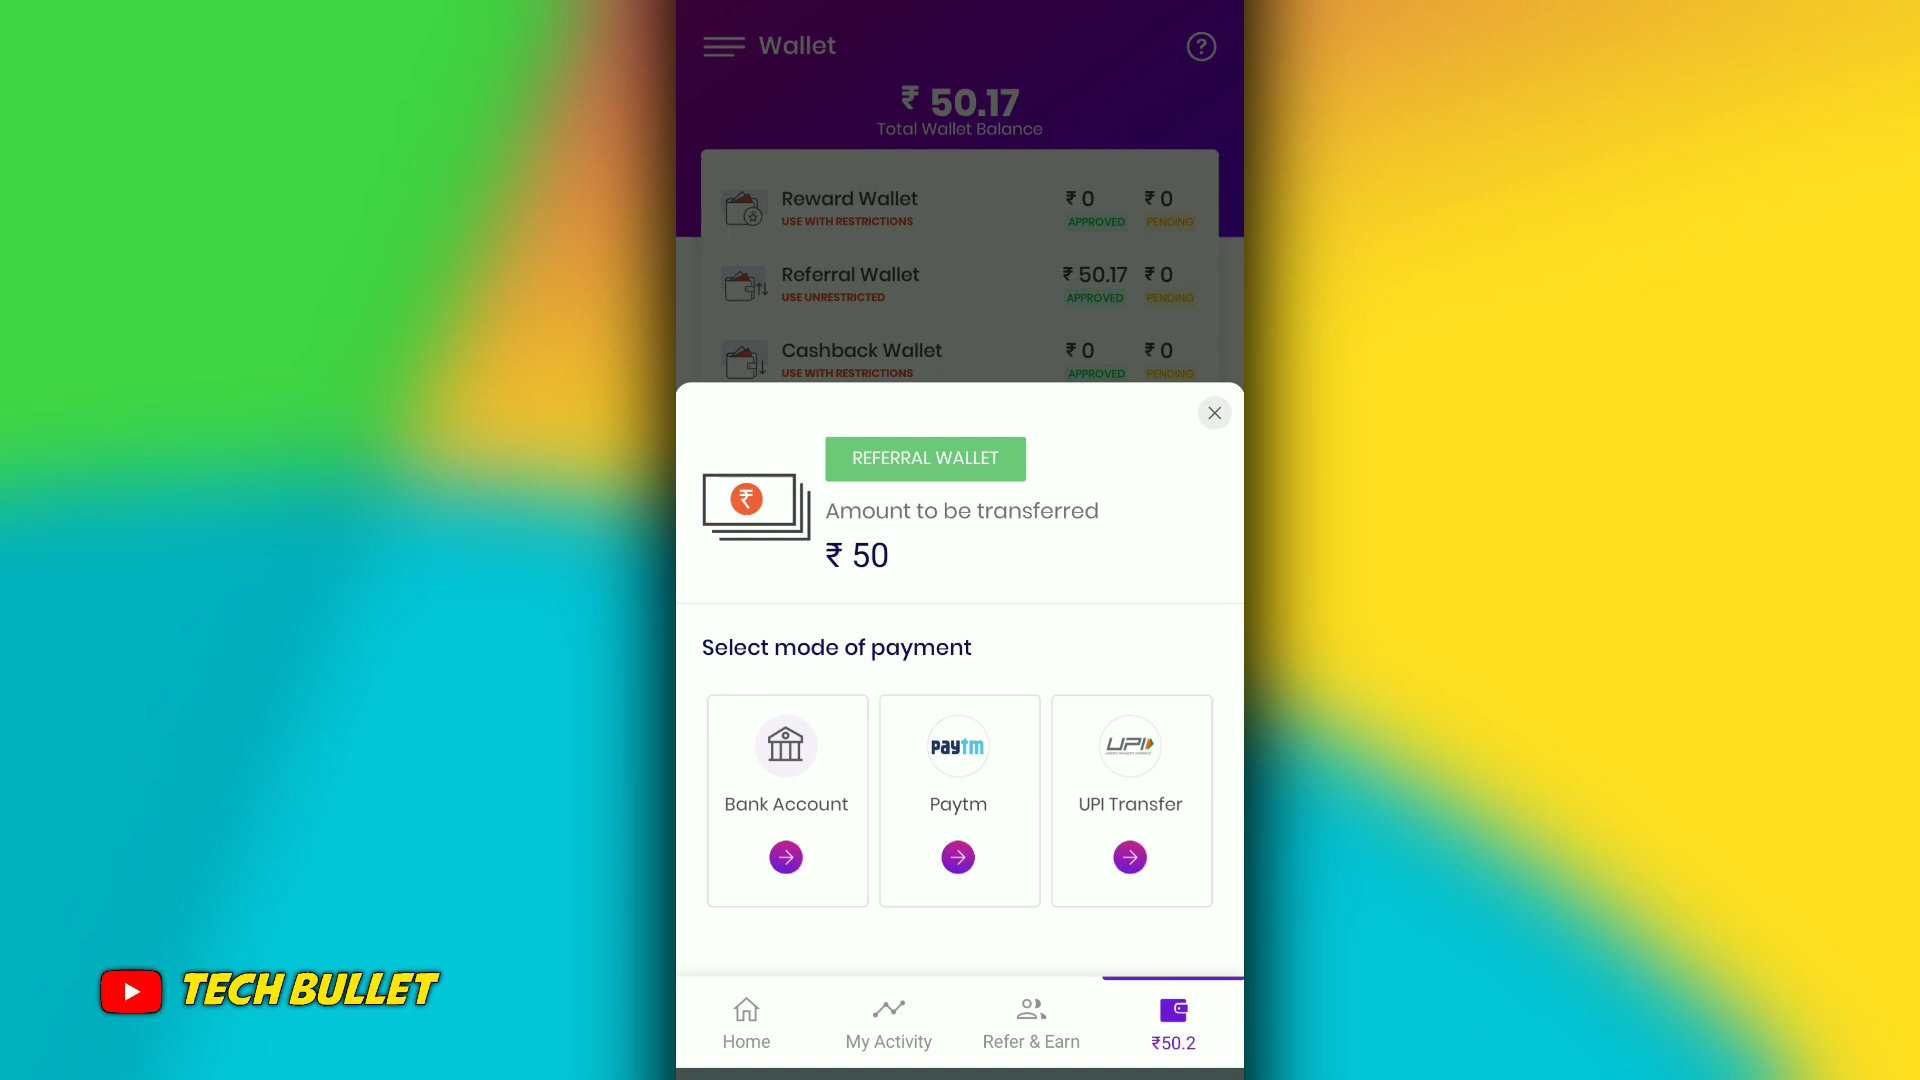 Wallet
?
₹ 50.17
Total Wallet Balance
Reward Wallet ₹ 0 ₹ 0
USE WITH RESTRICTIONS APPROVED PENDING
Referral Wallet ₹ 50.17 ₹ 0
USE UNRESTRICTED APPROVED PENDING
Cashback Wallet ₹ 0 ₹ 0
USE WITH RESTRICTIONS APPROVED PENDING
REFERRAL WALLET
₹
Amount to be transferred
₹ 50
Select mode of payment
paytm UPI
Bank Account Paytm UPI Transfer
TECH BULLET
Home My Activity Refer & Earn ₹50.2